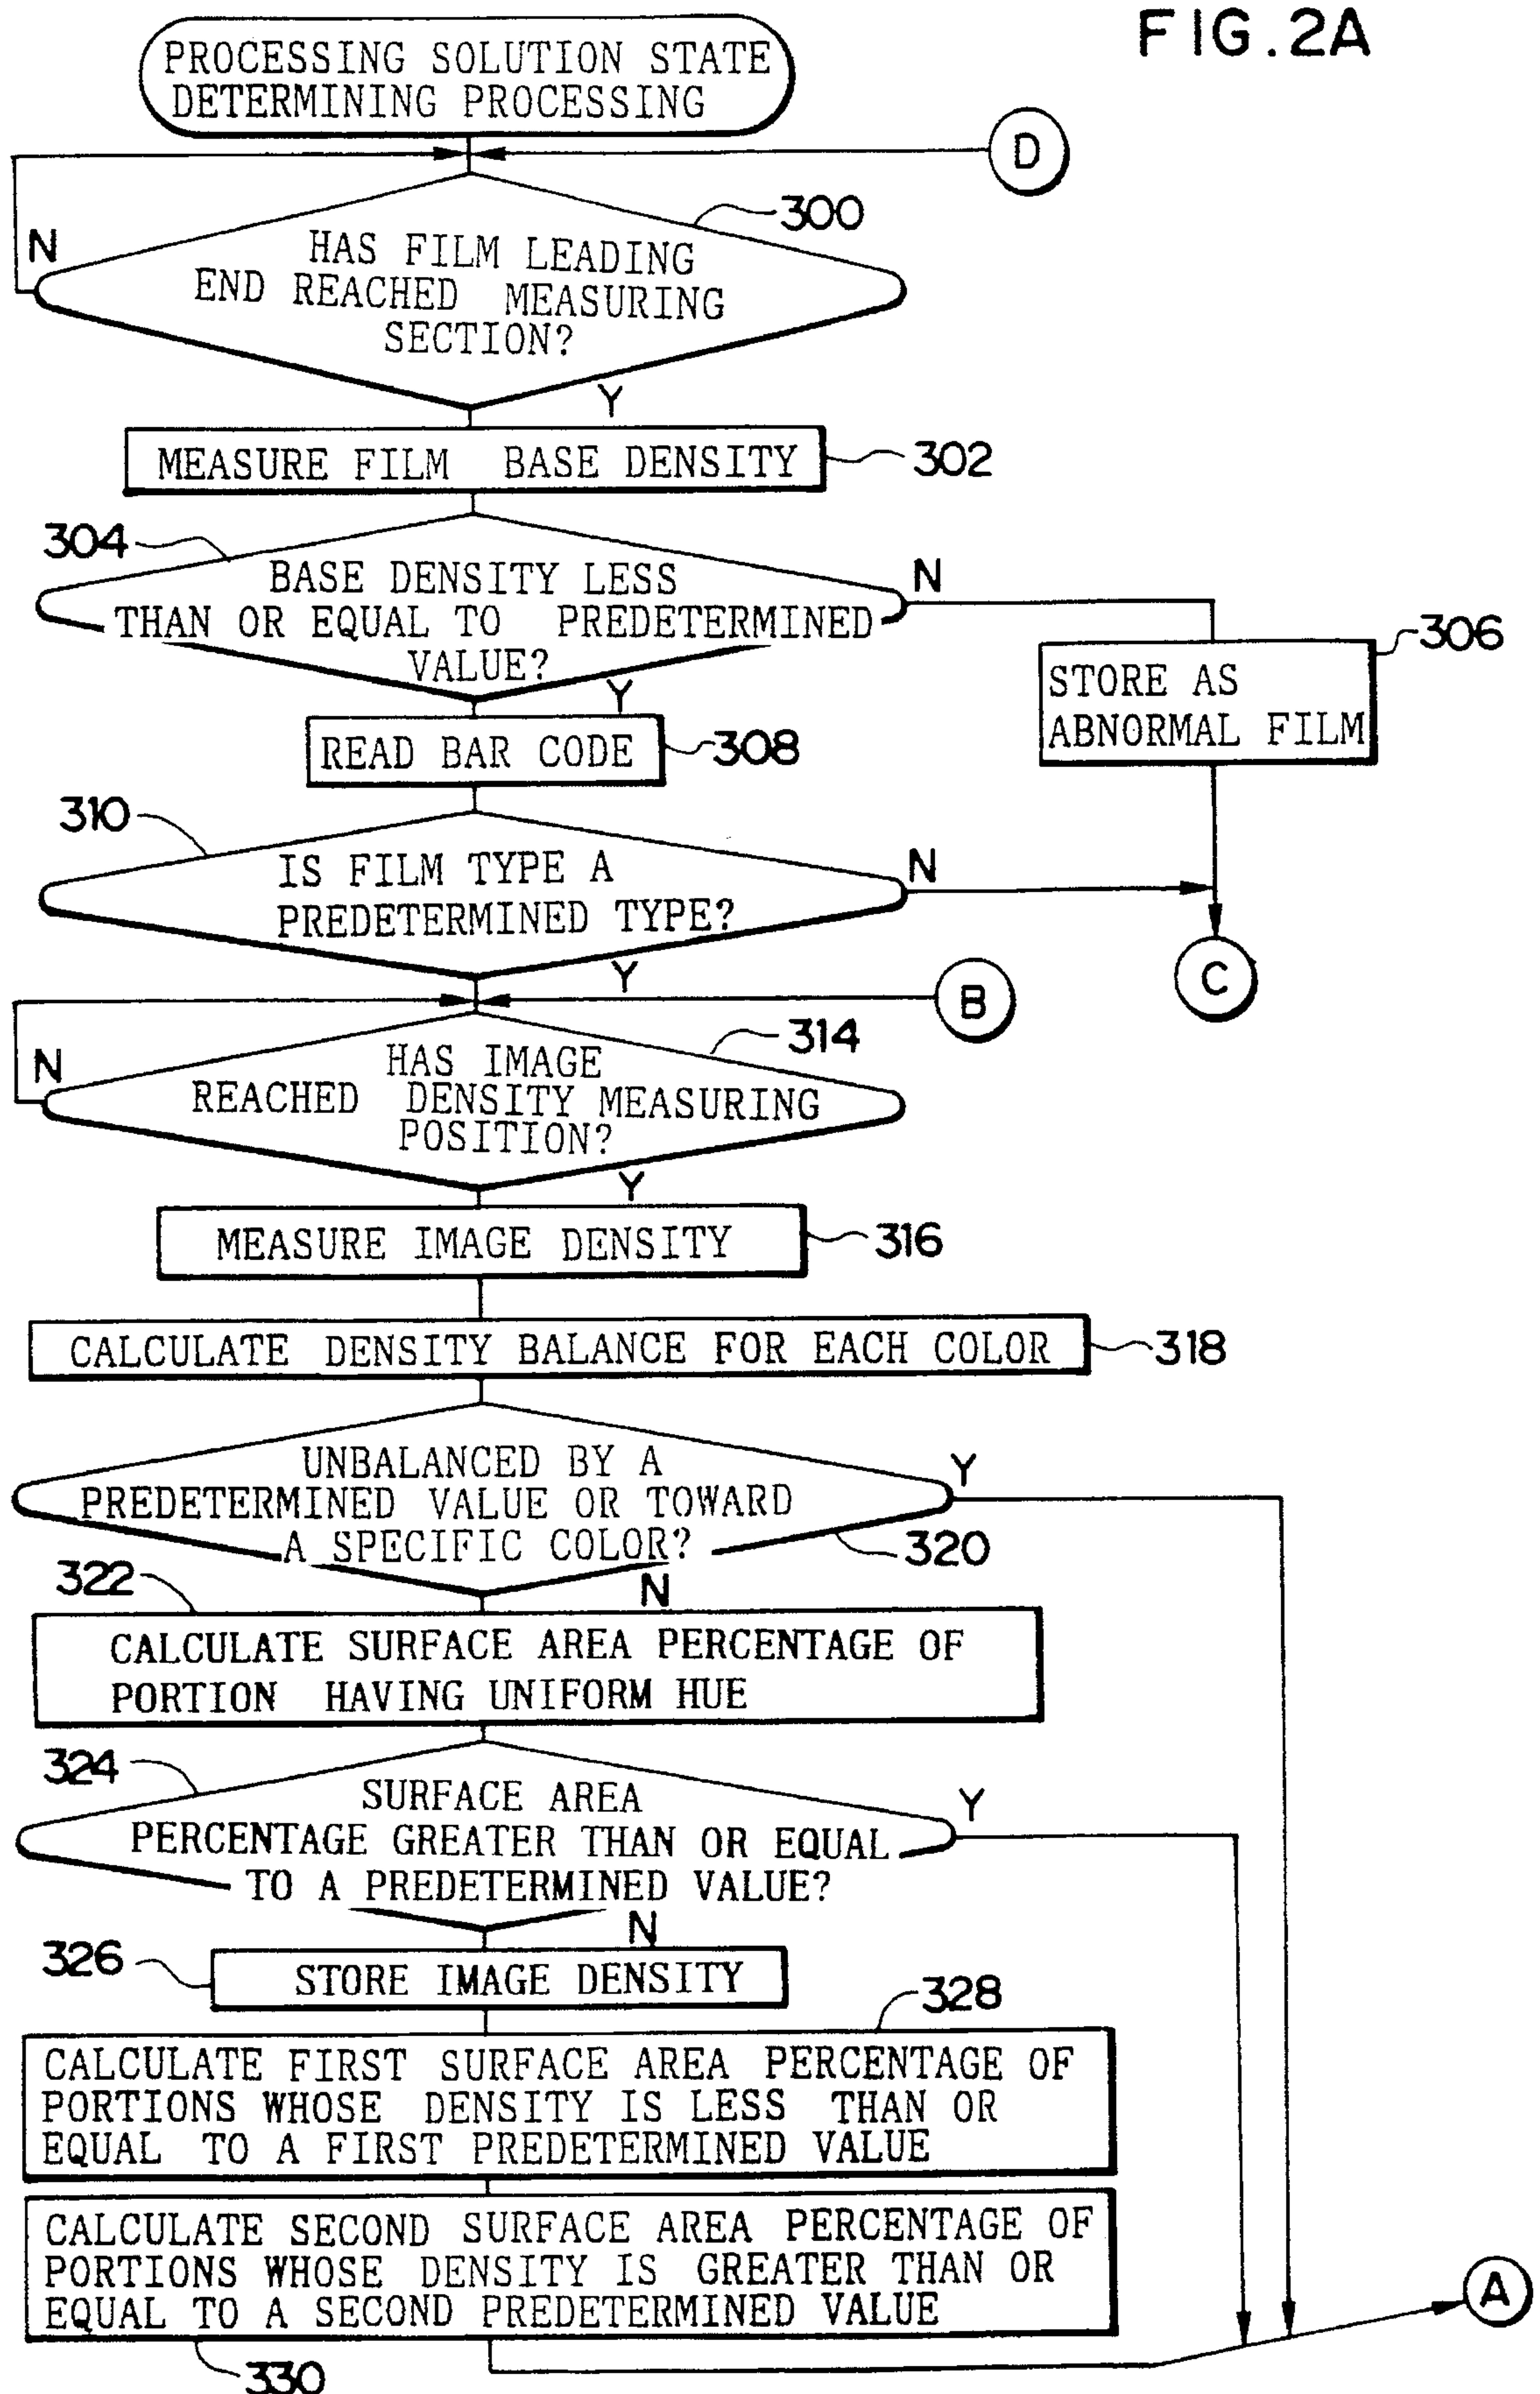 FIG.2A
PROCESSING SOLUTION STATE
DETERMINING PROCESSING
D
300
N
HAS FILM LEADING
END REACHED MEASURING
SECTION?
Y
MEASURE FILM BASE DENSITY
302
304
BASE DENSITY LESS
THAN OR EQUAL TO PREDETERMINED
VALUE?
N
Y
306
STORE AS
ABNORMAL FILM
READ BAR CODE
308
310
IS FILM TYPE A
PREDETERMINED TYPE?
N
Y
C
B
314
N
HAS IMAGE
REACHED DENSITY MEASURING
POSITION?
Y
MEASURE IMAGE DENSITY
316
CALCULATE DENSITY BALANCE FOR EACH COLOR
318
UNBALANCED BY A
PREDETERMINED VALUE OR TOWARD
A SPECIFIC COLOR?
Y
320
N
322
CALCULATE SURFACE AREA PERCENTAGE OF
PORTION HAVING UNIFORM HUE
324
SURFACE AREA
PERCENTAGE GREATER THAN OR EQUAL
TO A PREDETERMINED VALUE?
Y
N
326
STORE IMAGE DENSITY
328
CALCULATE FIRST SURFACE AREA PERCENTAGE OF
PORTIONS WHOSE DENSITY IS LESS THAN OR
EQUAL TO A FIRST PREDETERMINED VALUE
CALCULATE SECOND SURFACE AREA PERCENTAGE OF
PORTIONS WHOSE DENSITY IS GREATER THAN OR
EQUAL TO A SECOND PREDETERMINED VALUE
330
A